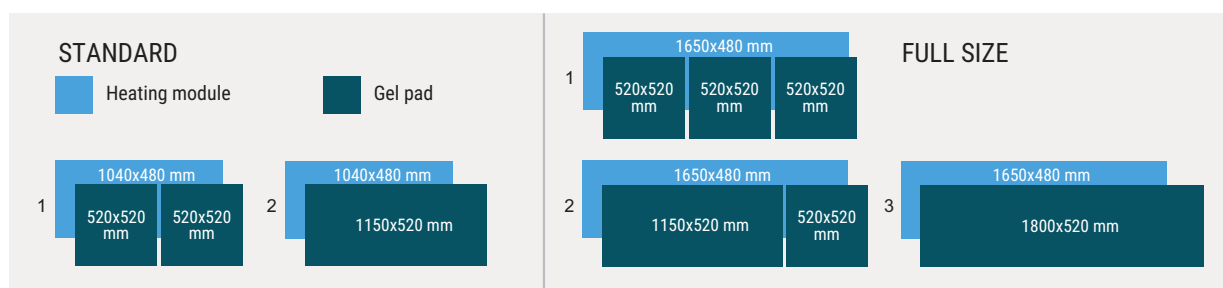 STANDARD
Heating module
Gel pad
1
1040x480 mm
520x520
mm
520x520
mm
2
1040x480 mm
1150x520 mm
FULL SIZE
1
1650x480 mm
520x520
mm
520x520
mm
520x520
mm
2
1650x480 mm
1150x520 mm
520x520
mm
3
1650x480 mm
1800x520 mm